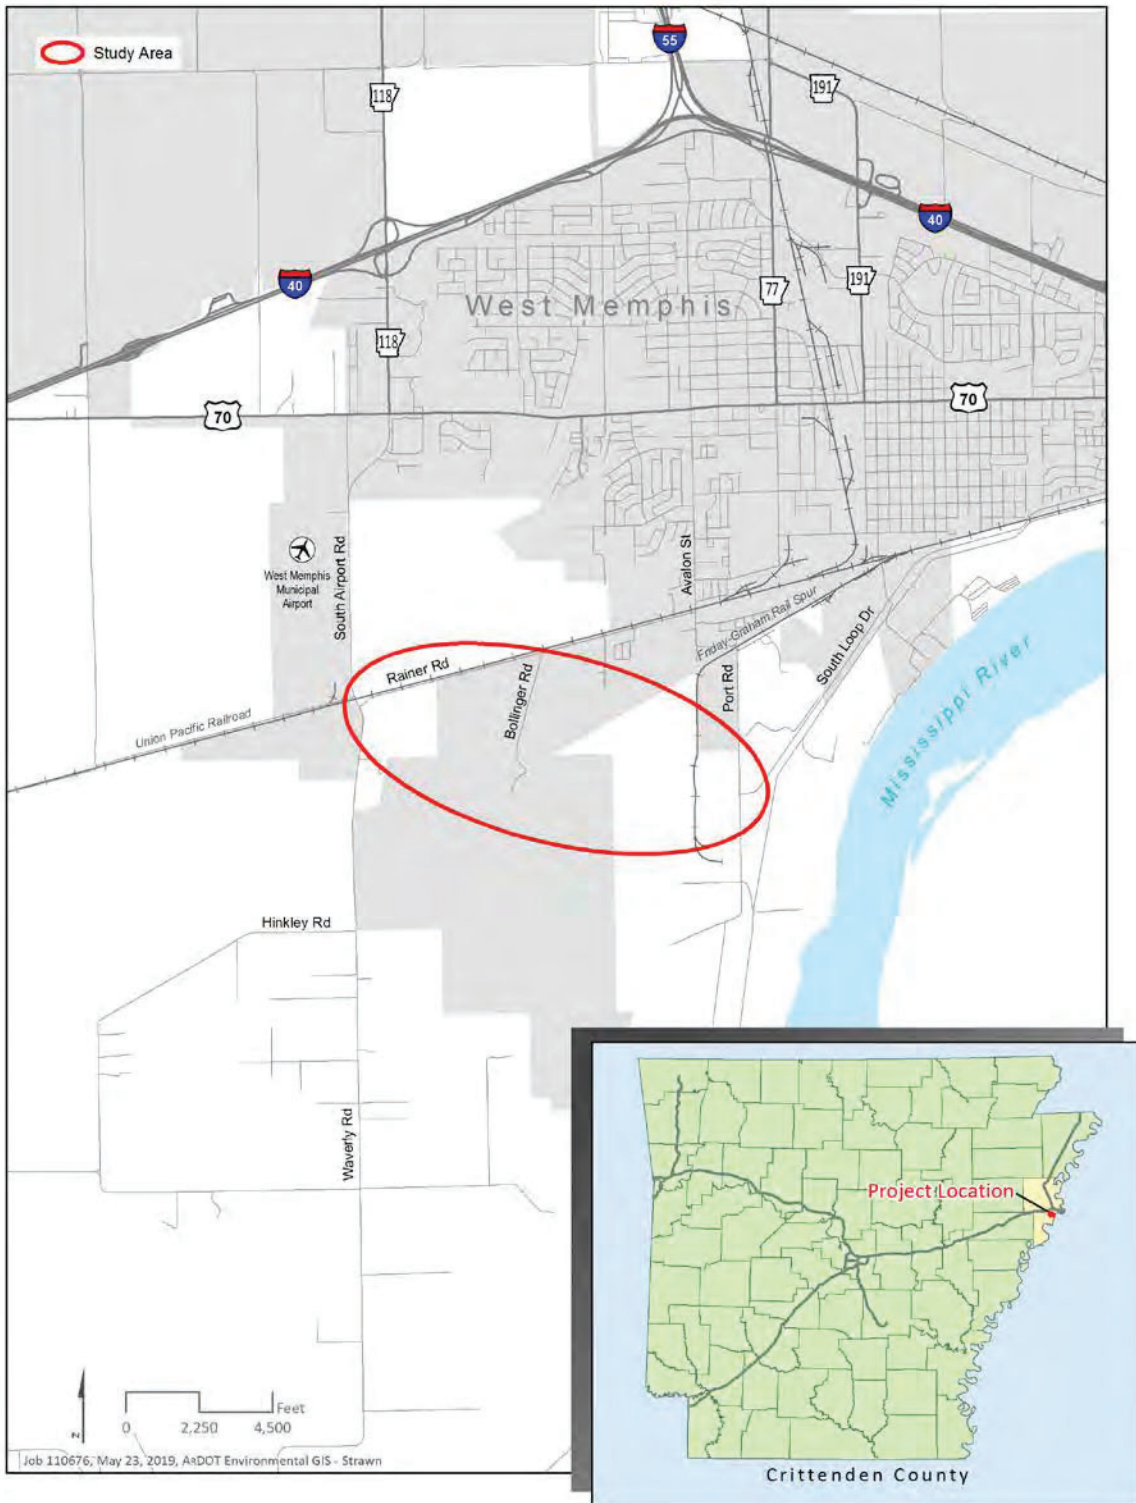 Study Area
55
118
191
40
40
West Memphis
77
191
118
70
70
West Memphis
Municipal
Airport
South Airport Rd
Avalon St
Friday-Graham Rail Spur
South Loop Dr
Rainer Rd
Bollinger Rd
Port Rd
Union Pacific Railroad
Mississippi River
Hinkley Rd
Waverly Rd
Project Location
Crittenden County
N
Feet
0 2,250 4,500
Job 110676, May 23, 2019, ARDOT Environmental GIS - Strawn